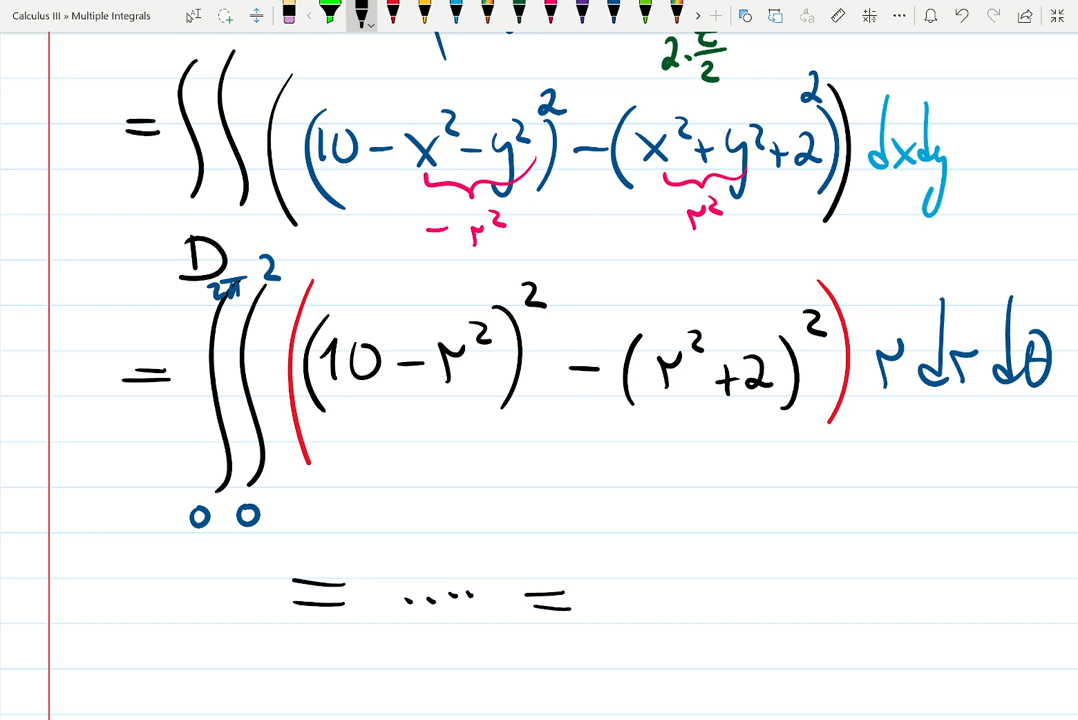 Calculus III » Multiple Integrals
2·z/2
= ∬ ((10 − x² − y²)² − (x² + y² + 2)²) dxdy
− r² r²
D
2π 2
= ∫∫ ((10 − r²)² − (r² + 2)²) r dr dθ
0 0
= .... =